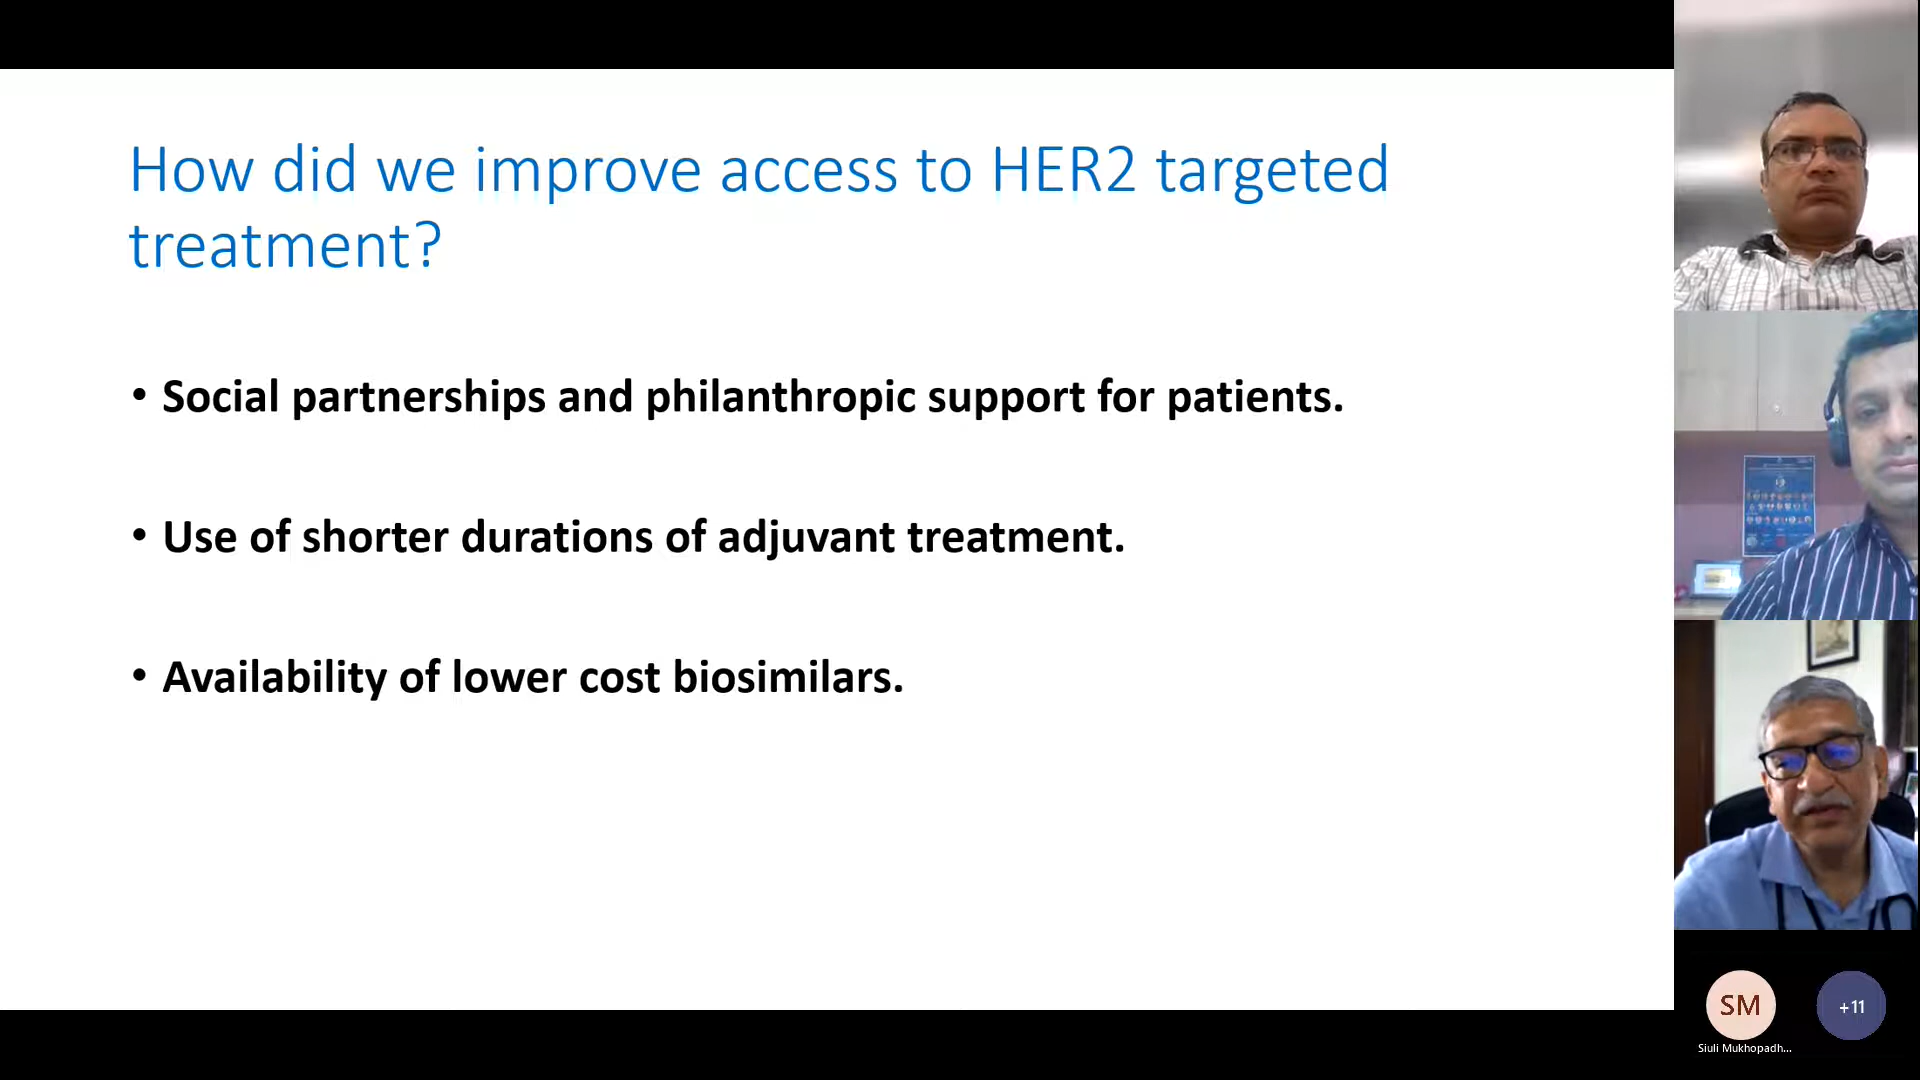 How did we improve access to HER2 targeted
treatment?
• Social partnerships and philanthropic support for patients.
• Use of shorter durations of adjuvant treatment.
• Availability of lower cost biosimilars.
SM
+11
Siuli Mukhopadh...